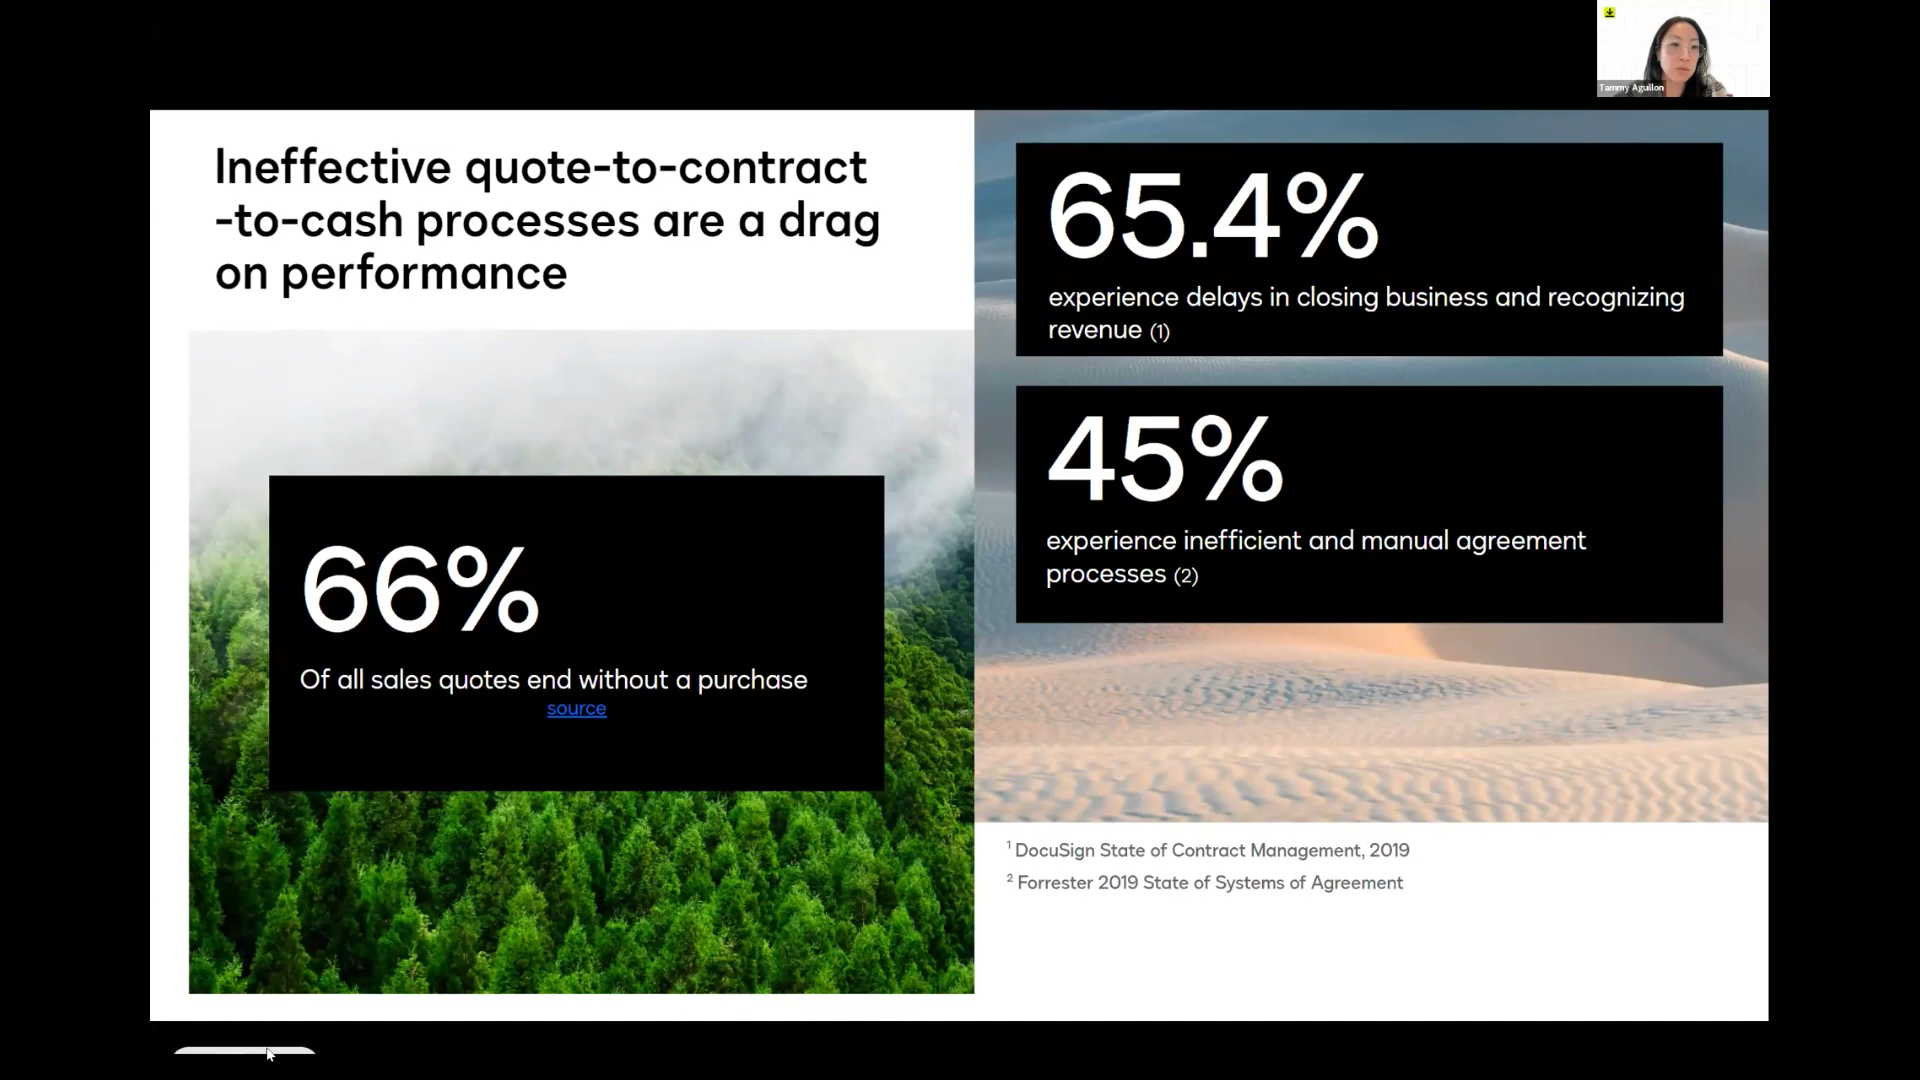 Tammy Agullon
Ineffective quote-to-contract
-to-cash processes are a drag
on performance
66%
Of all sales quotes end without a purchase
source
65.4%
experience delays in closing business and recognizing
revenue (1)
45%
experience inefficient and manual agreement
processes (2)
1 DocuSign State of Contract Management, 2019
2 Forrester 2019 State of Systems of Agreement